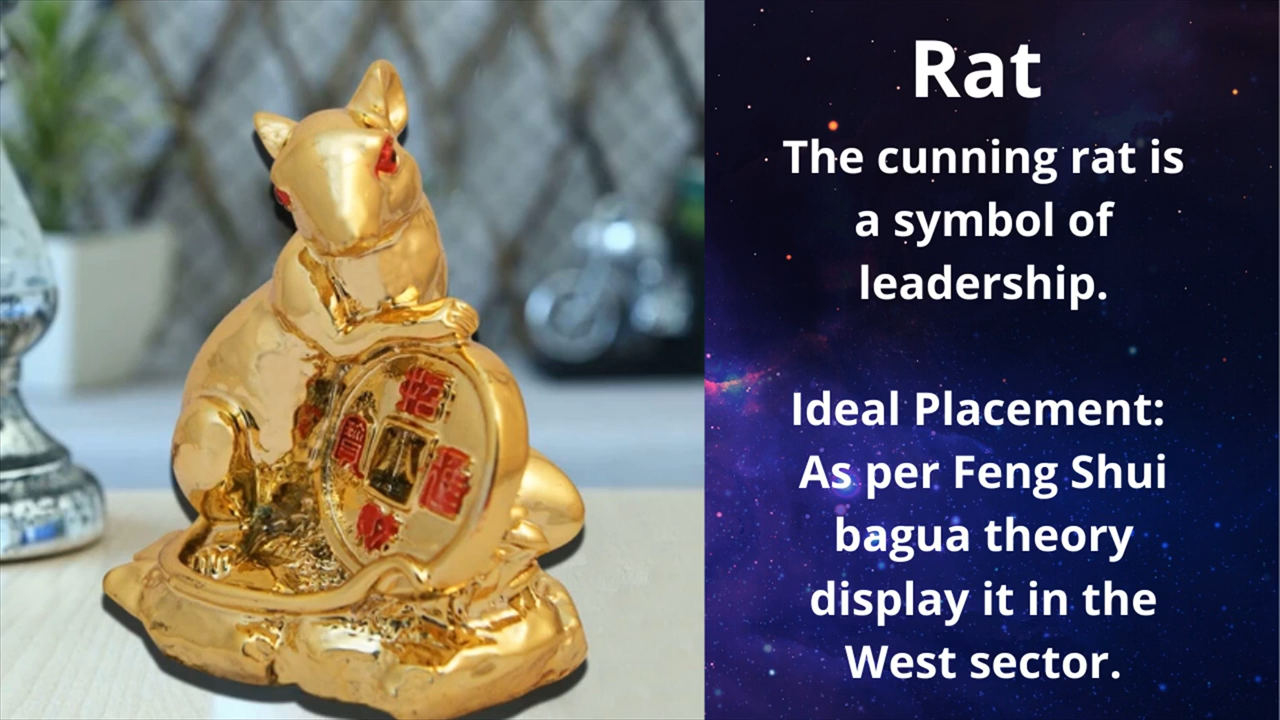 Rat
The cunning rat is
a symbol of
leadership.
Ideal Placement:
As per Feng Shui
bagua theory
display it in the
West sector.
招